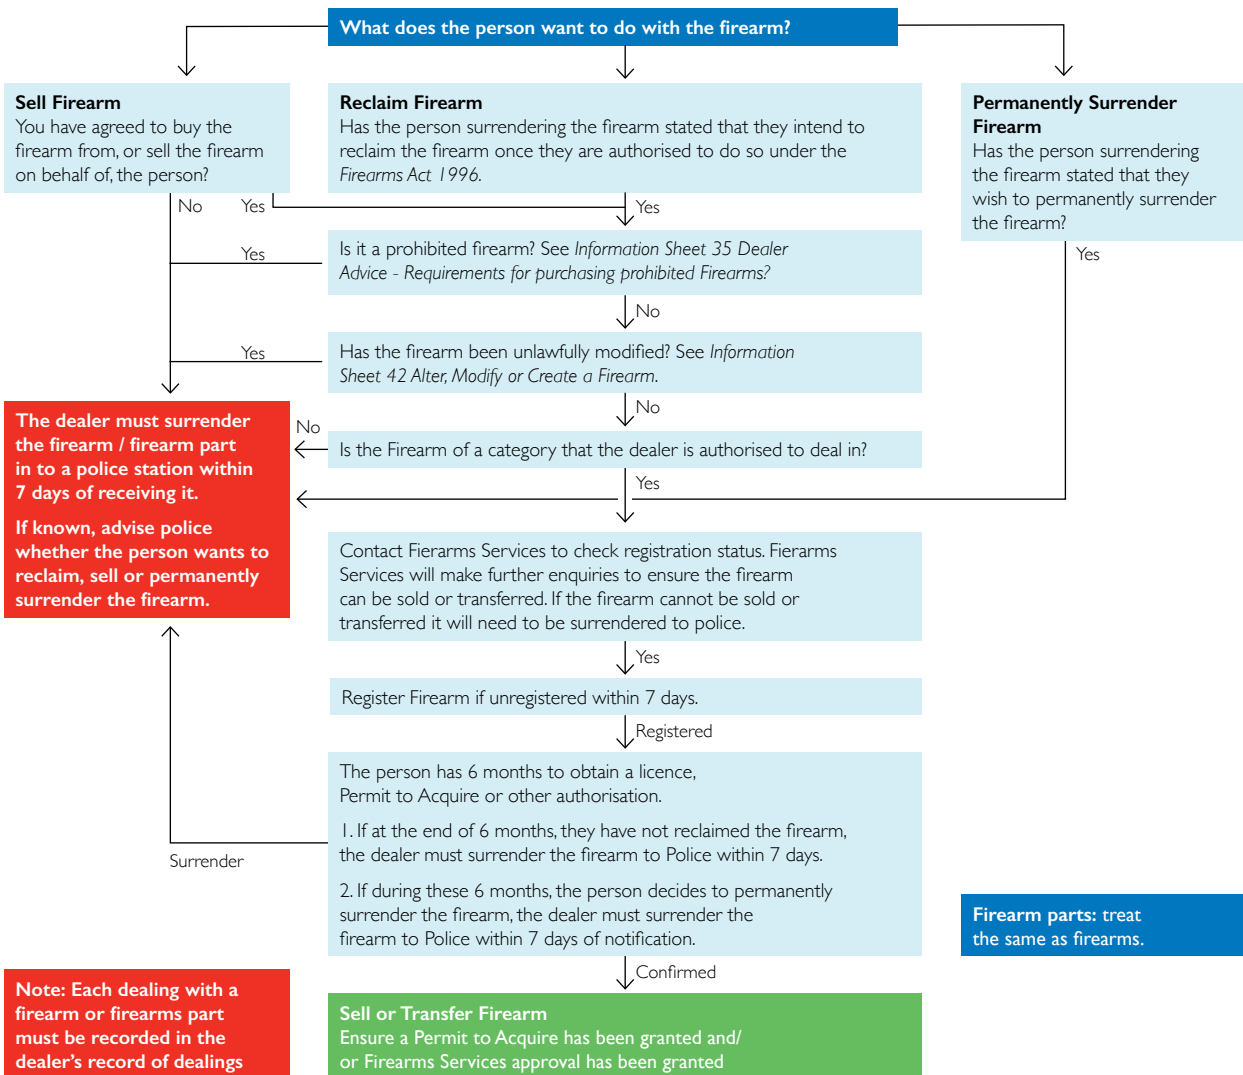 What does the person want to do with the firearm?
Sell Firearm
You have agreed to buy the
firearm from, or sell the firearm
on behalf of, the person?
Reclaim Firearm
Has the person surrendering the firearm stated that they intend to
reclaim the firearm once they are authorised to do so under the
Firearms Act 1996.
Permanently Surrender
Firearm
Has the person surrendering
the firearm stated that they
wish to permanently surrender
the firearm?
No
Yes
Yes
Yes
Is it a prohibited firearm? See Information Sheet 35 Dealer
Advice - Requirements for purchasing prohibited Firearms?
Yes
No
Has the firearm been unlawfully modified? See Information
Sheet 42 Alter, Modify or Create a Firearm.
Yes
No
Is the Firearm of a category that the dealer is authorised to deal in?
No
Yes
The dealer must surrender
the firearm / firearm part
in to a police station within
7 days of receiving it.
If known, advise police
whether the person wants to
reclaim, sell or permanently
surrender the firearm.
Contact Fierarms Services to check registration status. Fierarms
Services will make further enquiries to ensure the firearm
can be sold or transferred. If the firearm cannot be sold or
transferred it will need to be surrendered to police.
Yes
Register Firearm if unregistered within 7 days.
Registered
The person has 6 months to obtain a licence,
Permit to Acquire or other authorisation.
1. If at the end of 6 months, they have not reclaimed the firearm,
the dealer must surrender the firearm to Police within 7 days.
2. If during these 6 months, the person decides to permanently
surrender the firearm, the dealer must surrender the
firearm to Police within 7 days of notification.
Surrender
Confirmed
Firearm parts: treat
the same as firearms.
Note: Each dealing with a
firearm or firearms part
must be recorded in the
dealer's record of dealings
Sell or Transfer Firearm
Ensure a Permit to Acquire has been granted and/
or Firearms Services approval has been granted